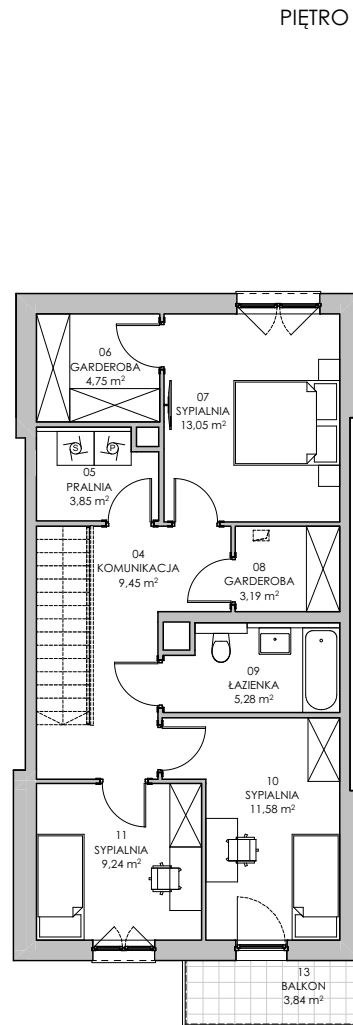 PIĘTRO
06
GARDEROBA
4,75 m²
07
SYPIALNIA
13,05 m²
S
P
05
PRALNIA
3,85 m²
04
KOMUNIKACJA
9,45 m²
08
GARDEROBA
3,19 m²
09
ŁAZIENKA
5,28 m²
10
SYPIALNIA
11,58 m²
11
SYPIALNIA
9,24 m²
13
BALKON
3,84 m²